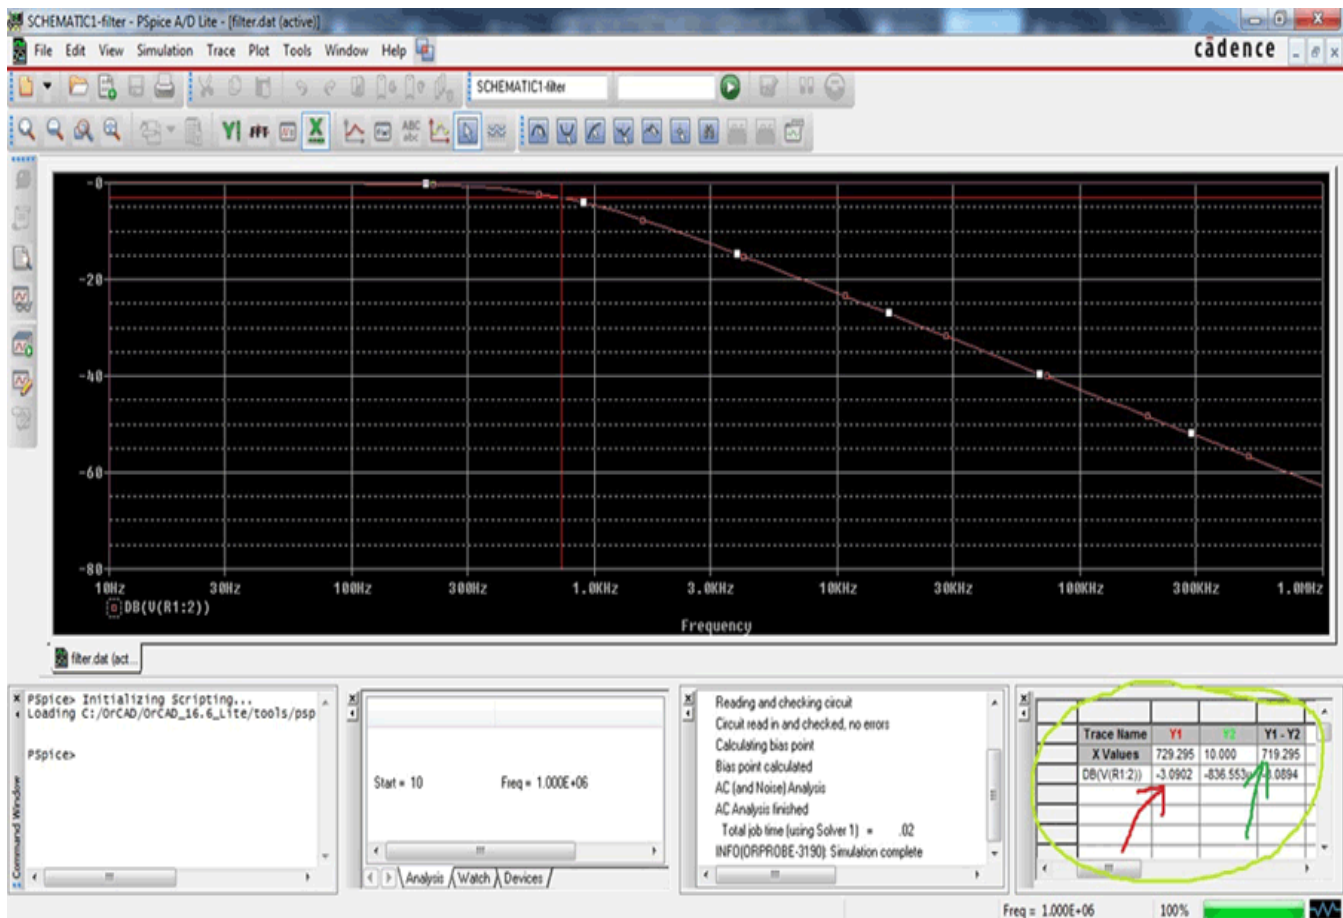 SCHEMATIC1-filter - PSpice A/D Lite - [filter.dat (active)]
File Edit View Simulation Trace Plot Tools Window Help
cādence
SCHEMATIC1-filter
ABC
abc
-0
-20
-40
-60
-80
10Hz 30Hz 100Hz 300Hz 1.0KHz 3.0KHz 10KHz 30KHz 100KHz 300KHz 1.0MHz
DB(V(R1:2))
Frequency
filter.dat (act...
PSpice> Initializing Scripting...
Loading C:/OrCAD/OrCAD_16.6_Lite/tools/psp
PSpice>
Command Window
Start = 10 Freq = 1.000E+06
Analysis Watch Devices
Reading and checking circuit
Circuit read in and checked, no errors
Calculating bias point
Bias point calculated
AC (and Noise) Analysis
AC Analysis finished
Total job time (using Solver 1) = .02
INFO(ORPROBE-3190): Simulation complete
Trace Name Y1 Y2 Y1 - Y2
X Values 729.295 10.000 719.295
DB(V(R1:2)) -3.0902 -836.553u .0894
Freq = 1.000E+06 100%